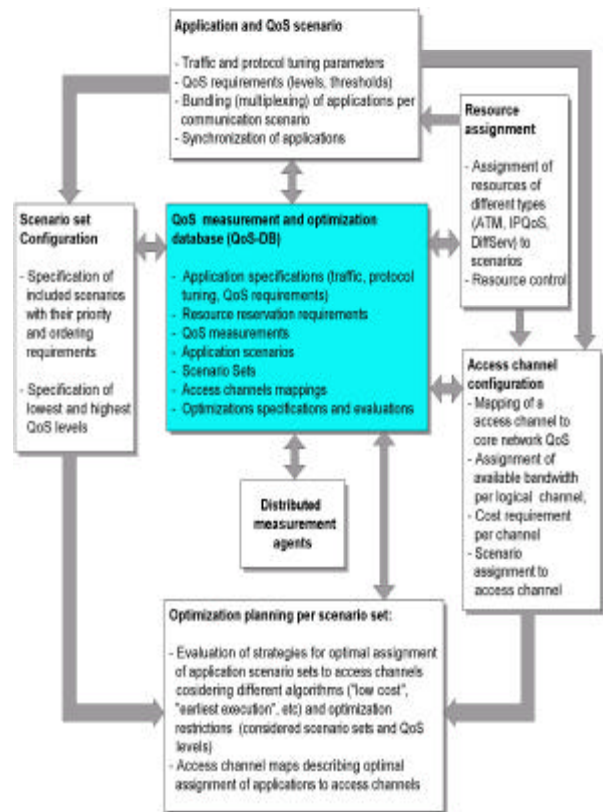 Application and QoS scenario
- Traffic and protocol tuning parameters
- QoS requirements (levels, thresholds)
- Bundling (multiplexing) of applications per
communication scenario
- Synchronization of applications
Resource
assignment
- Assignment of
resources of
different types
(ATM, IPQoS,
DiffServ) to
scenarios
- Resource control
Scenario set
Configuration
- Specification of
included scenarios
with their priority
and ordering
requirements
- Specification of
lowest and highest
QoS levels
QoS measurement and optimization
database (QoS-DB)
- Application specifications (traffic, protocol
tuning, QoS requirements)
- Resource reservation requirements
- QoS measurements
- Application scenarios
- Scenario Sets
- Access channels mappings
- Optimizations specifications and evaluations
Access channel
configuration
- Mapping of a
access channel to
core network QoS
- Assignment of
available bandwidth
per logical channel,
- Cost requirement
per channel
- Scenario
assignment to
access channel
Distributed
measurement
agents
Optimization planning per scenario set:
- Evaluation of strategies for optimal assignment
of application scenario sets to access channels
cosidering different algorithms ("low cost",
"earliest execution", etc) and optimization
restrictions (considered scenario sets and QoS
levels)
- Access channel maps describing optimal
assignment of applications to access channels